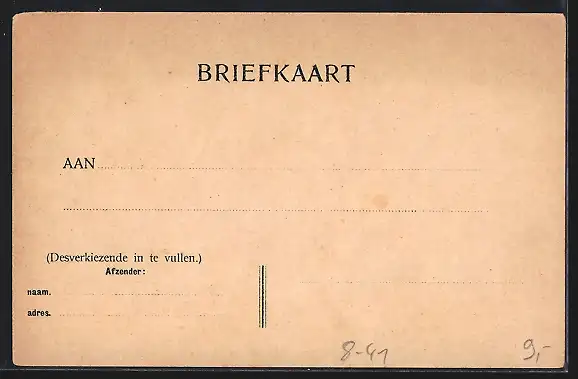 BRIEFKAART
AAN
(Desverkiezende in te vullen.)
Afzender:
naam.
adres.
8-41
9,-